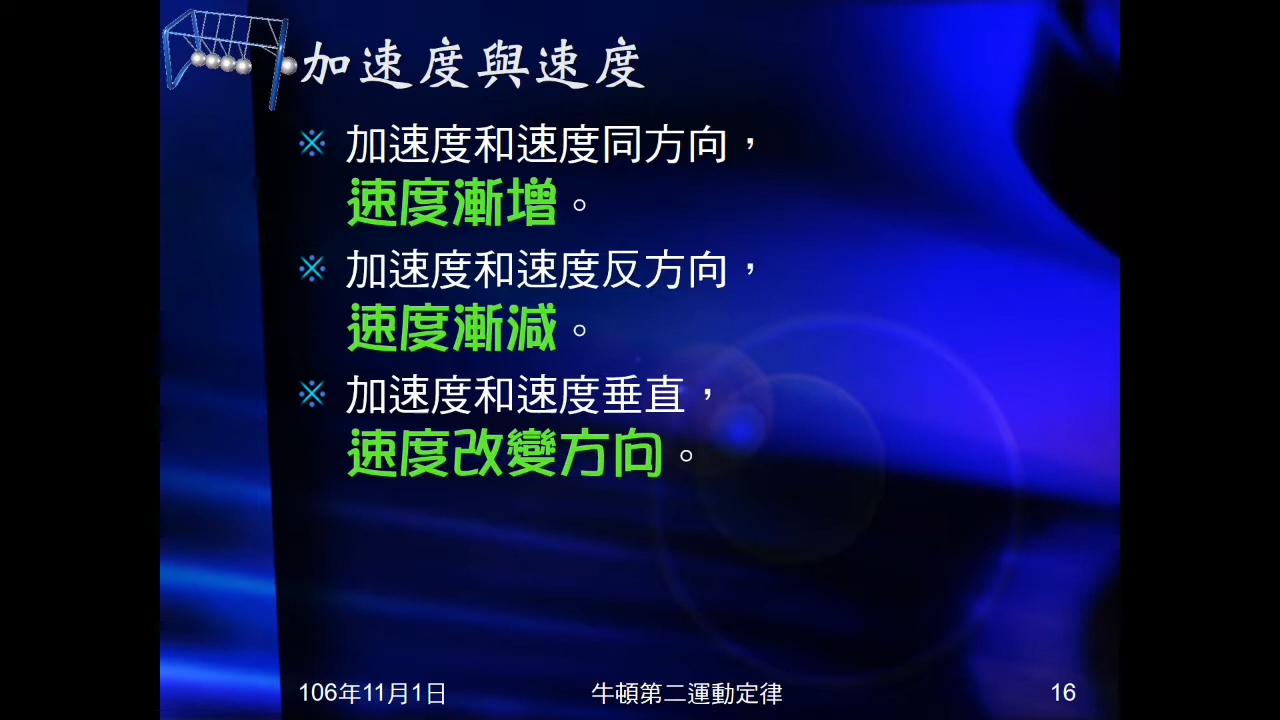 加速度與速度
※ 加速度和速度同方向，
速度漸增。
※ 加速度和速度反方向，
速度漸減。
※ 加速度和速度垂直，
速度改變方向。
106年11月1日
牛頓第二運動定律
16